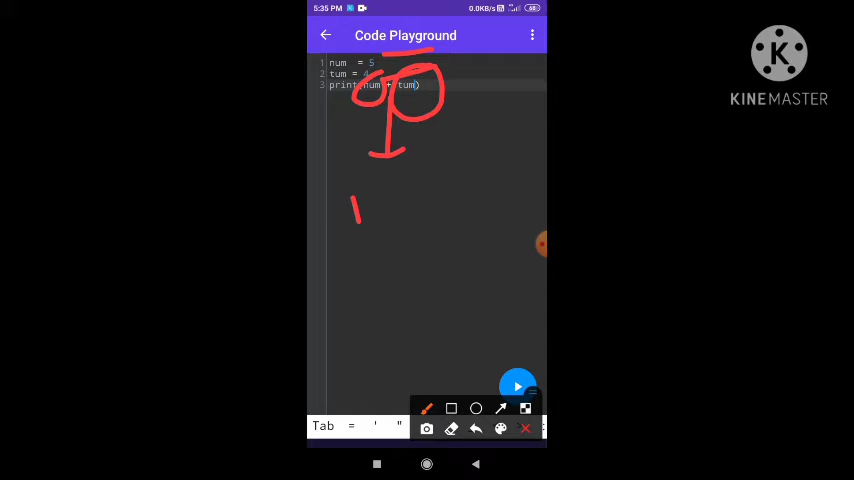 5:35 PM 0.0KB/s 68
Code Playground
1 num = 5
2 tum = 4
3 print(num + tum)
Tab = ' "
KINEMASTER